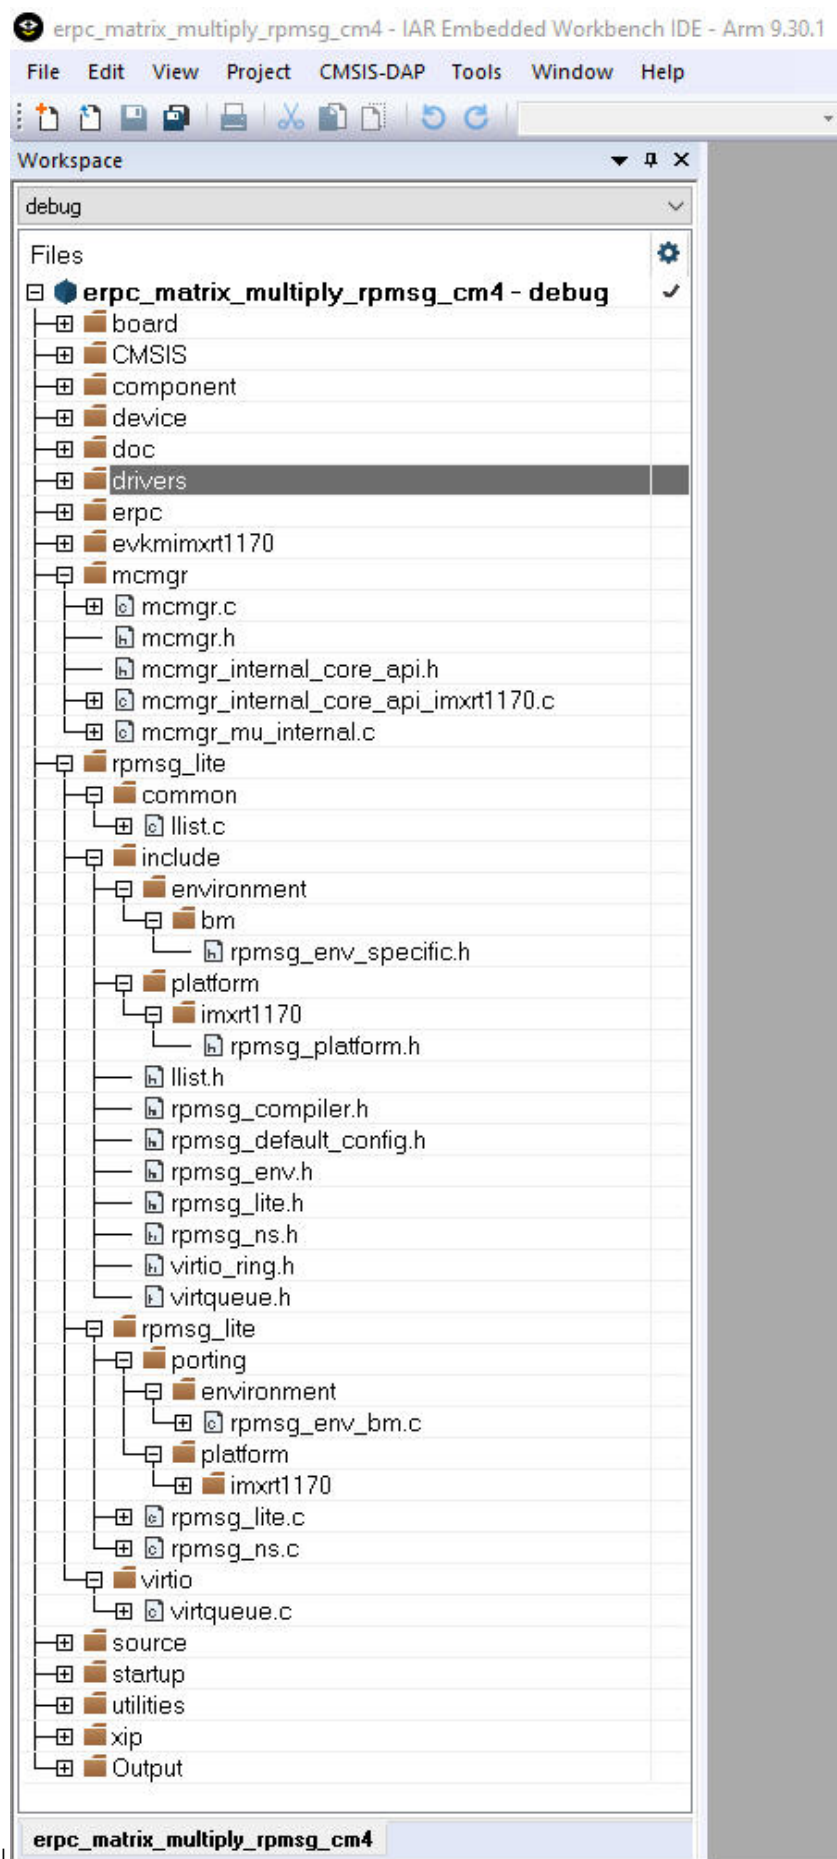 erpc_matrix_multiply_rpmsg_cm4 - IAR Embedded Workbench IDE - Arm 9.30.1
File Edit View Project CMSIS-DAP Tools Window Help
Workspace
debug
Files
erpc_matrix_multiply_rpmsg_cm4 - debug
board
CMSIS
component
device
doc
drivers
erpc
evkmimxrt1170
mcmgr
mcmgr.c
mcmgr.h
mcmgr_internal_core_api.h
mcmgr_internal_core_api_imxrt1170.c
mcmgr_mu_internal.c
rpmsg_lite
common
llist.c
include
environment
bm
rpmsg_env_specific.h
platform
imxrt1170
rpmsg_platform.h
llist.h
rpmsg_compiler.h
rpmsg_default_config.h
rpmsg_env.h
rpmsg_lite.h
rpmsg_ns.h
virtio_ring.h
virtqueue.h
rpmsg_lite
porting
environment
rpmsg_env_bm.c
platform
imxrt1170
rpmsg_lite.c
rpmsg_ns.c
virtio
virtqueue.c
source
startup
utilities
xip
Output
erpc_matrix_multiply_rpmsg_cm4